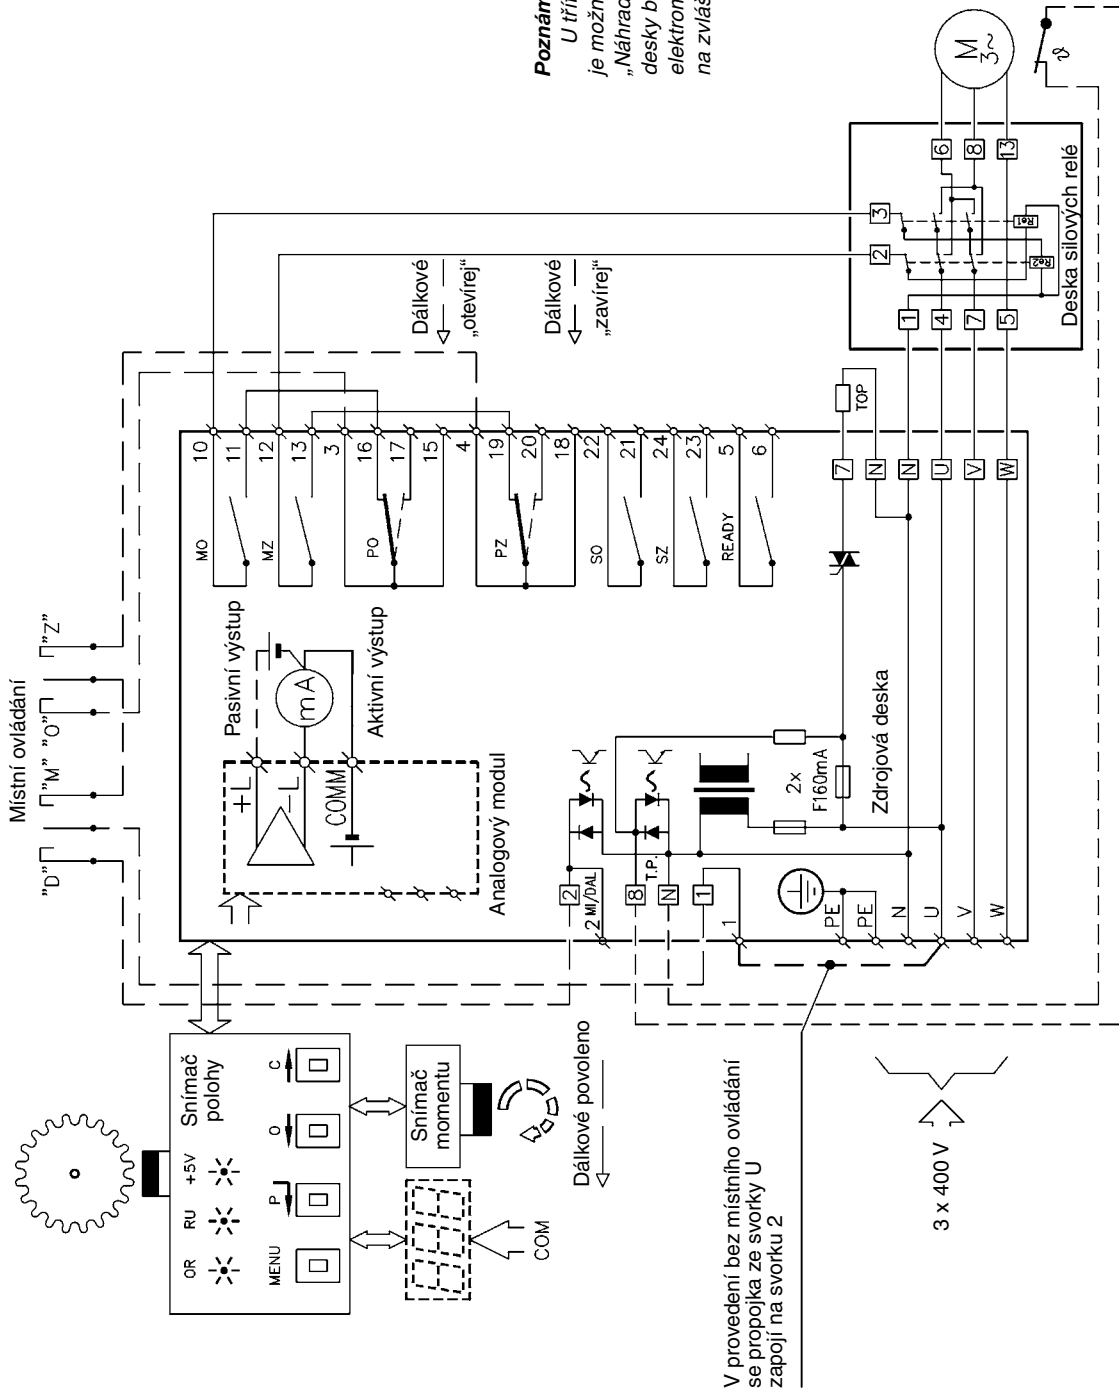 Poznám
U tří
je možn
„Náhrad
desky b
elektron
na zvláš
M
3~
ϑ
Místní ovládání
"D"
"M"
"O"
"Z"
Dálkové
„otevírej“
Dálkové
„zavírej“
Deska silových relé
1
4
7
5
2
3
6
8
13
Re1
Re2
10
11
12
13
3
16
17
15
4
19
20
18
22
21
24
23
5
6
MO
MZ
PO
PZ
SO
SZ
READY
TOP
7
N
N
U
V
W
Pasivní výstup
Aktivní výstup
mA
+L
-L
COMM
Analogový modul
Zdrojová deska
2x
F160mA
2
2 MI/DAL
8
T.P.
N
1
1
PE
PE
N
U
V
W
Snímač
polohy
OR
RU
+5V
MENU
P
O
C
Snímač
momentu
COM
Dálkové povoleno
3 x 400 V
V provedení bez místního ovládání
se propojka ze svorky U
zapojí na svorku 2